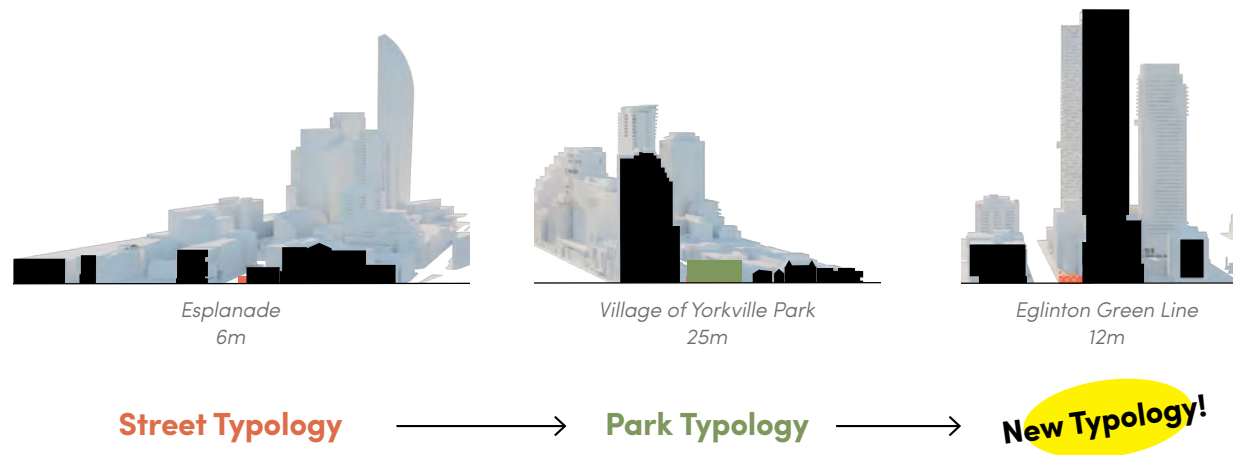 Esplanade
6m
Village of Yorkville Park
25m
Eglinton Green Line
12m
Street Typology
Park Typology
New Typology!